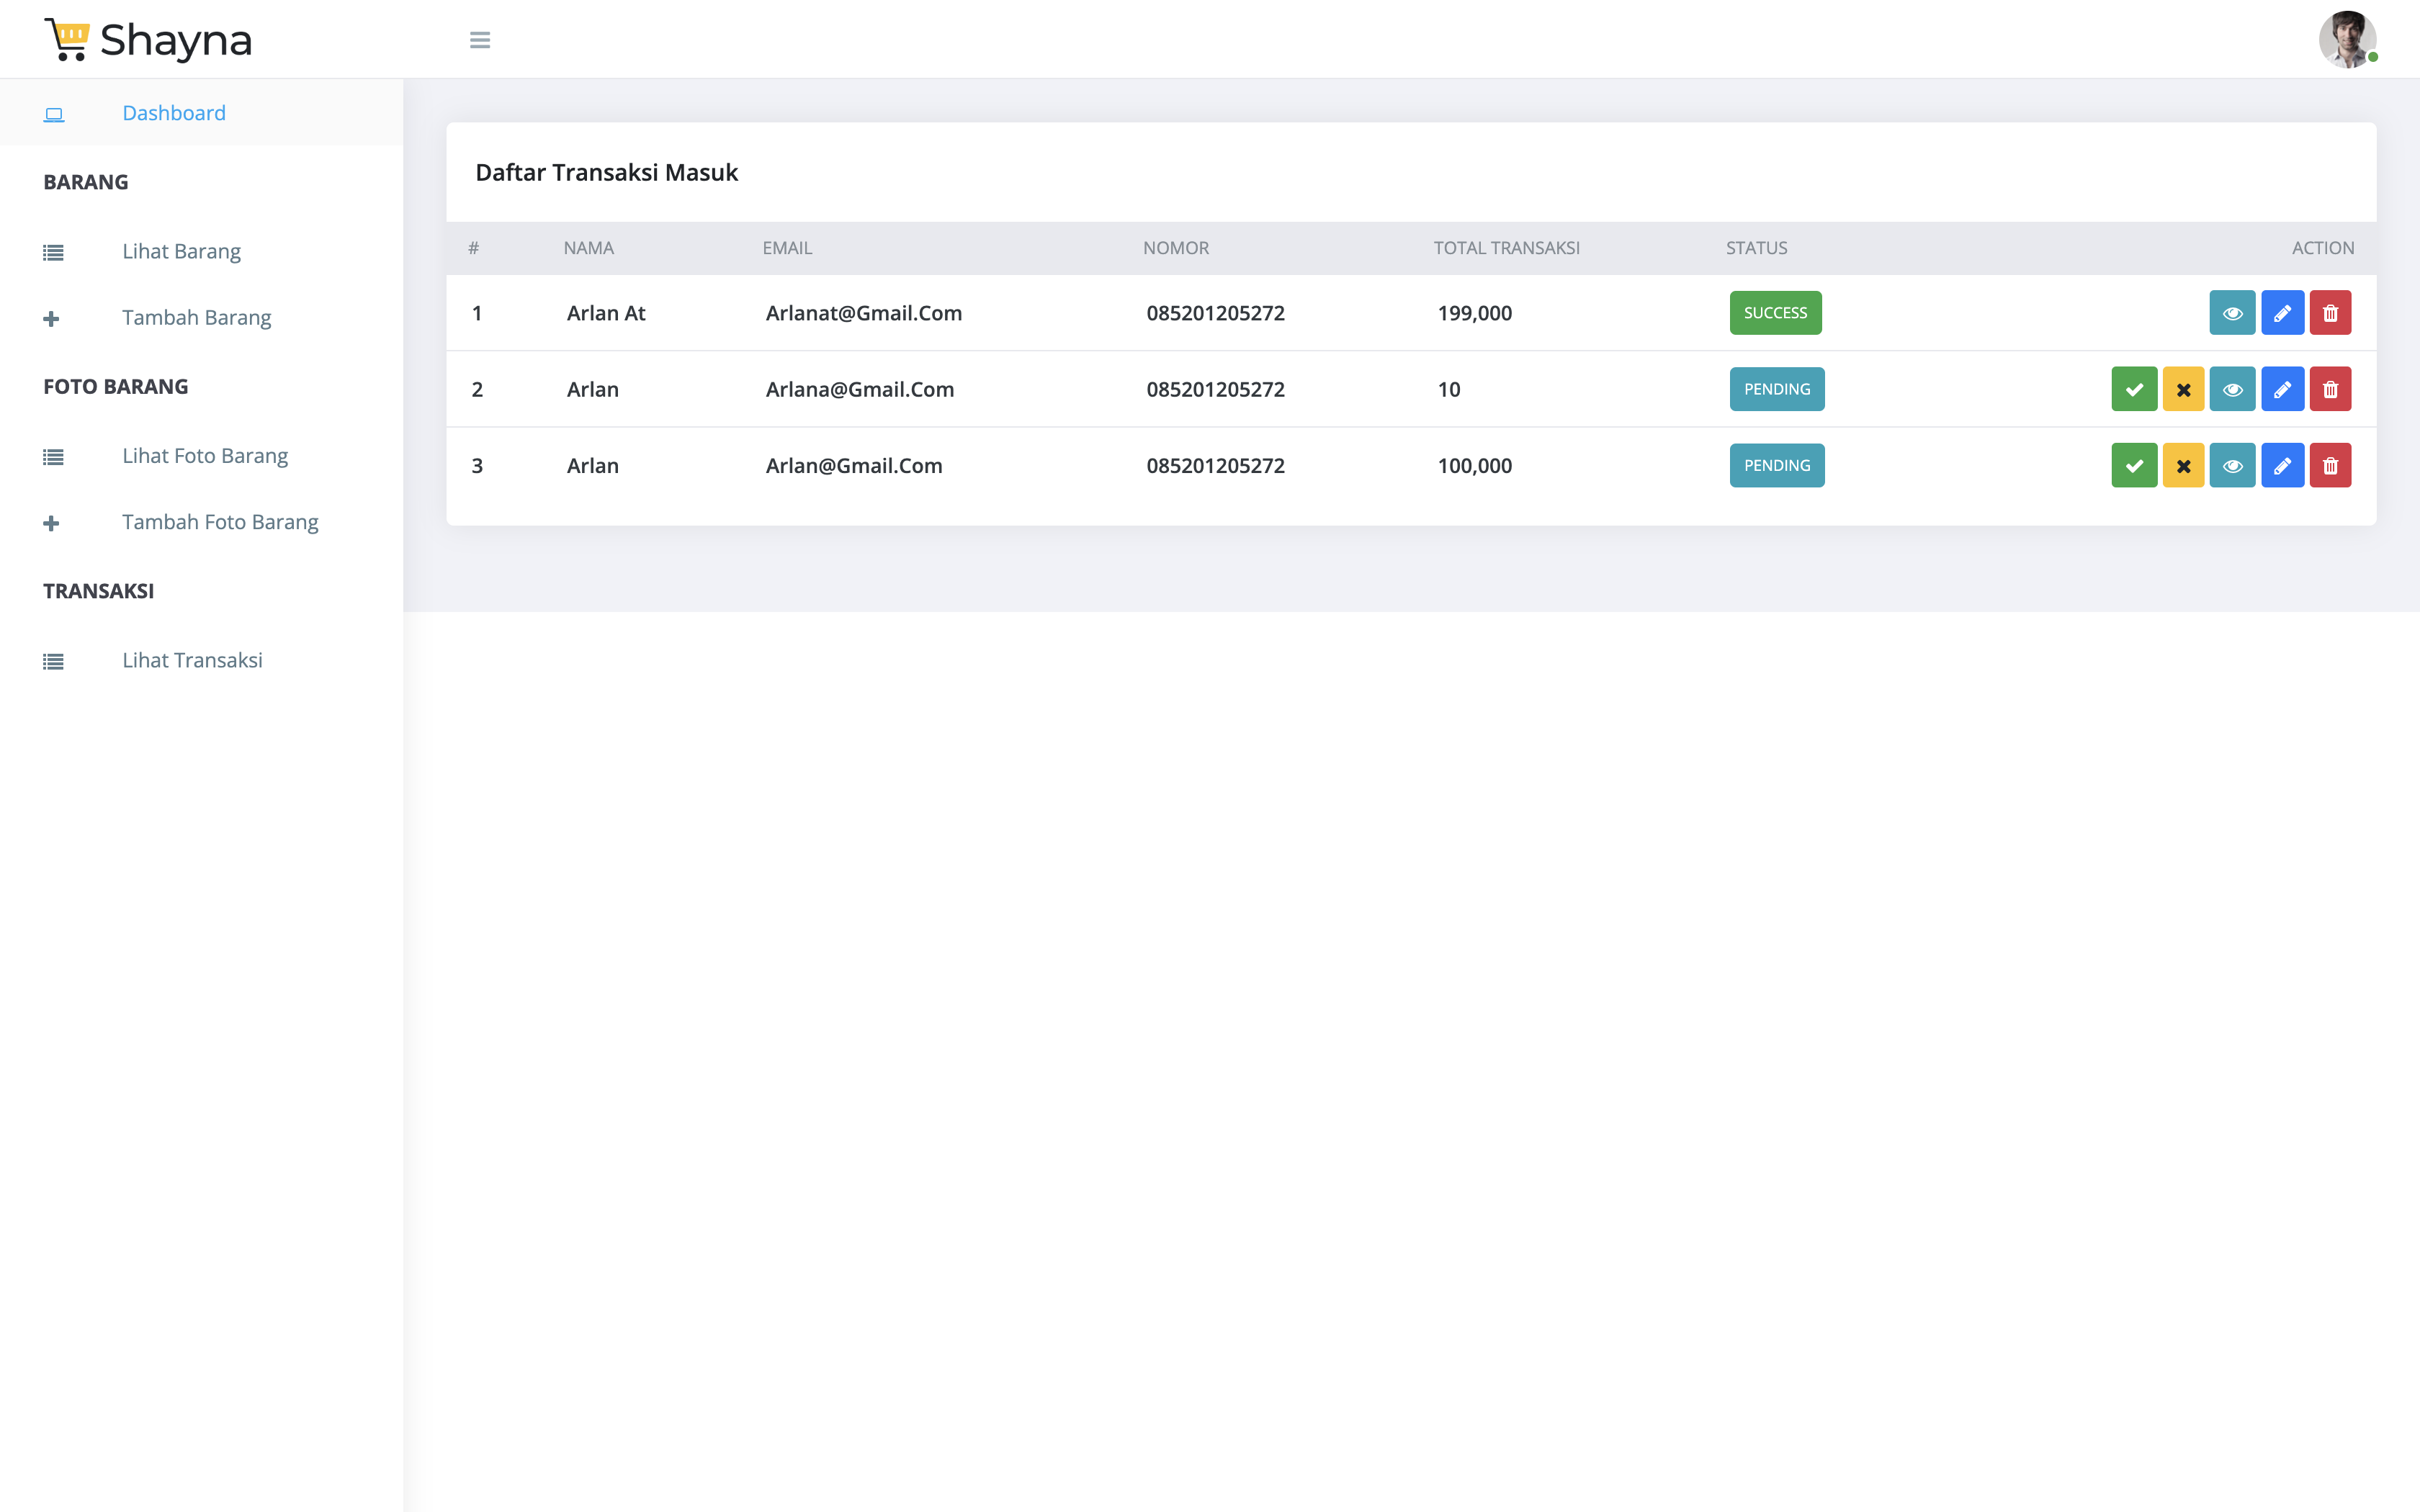 Shayna
Dashboard
BARANG
Lihat Barang
Tambah Barang
FOTO BARANG
Lihat Foto Barang
Tambah Foto Barang
TRANSAKSI
Lihat Transaksi
Daftar Transaksi Masuk
# NAMA EMAIL NOMOR TOTAL TRANSAKSI STATUS ACTION
1 Arlan At Arlanat@Gmail.Com 085201205272 199,000 SUCCESS
2 Arlan Arlana@Gmail.Com 085201205272 10 PENDING
3 Arlan Arlan@Gmail.Com 085201205272 100,000 PENDING